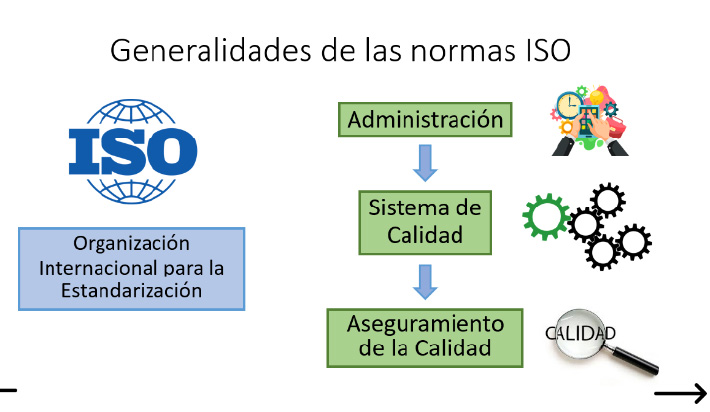 Generalidades de las normas ISO
ISO
Organización
Internacional para la
Estandarización
Administración
Sistema de
Calidad
Aseguramiento
de la Calidad
CALIDAD